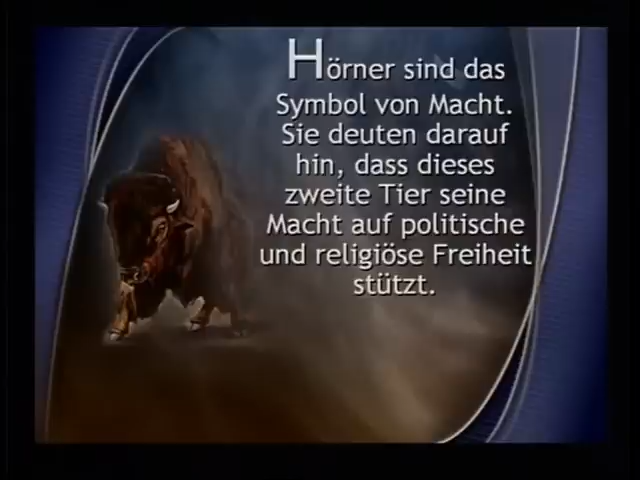 Hörner sind das
Symbol von Macht.
Sie deuten darauf
hin, dass dieses
zweite Tier seine
Macht auf politische
und religiöse Freiheit
stützt.